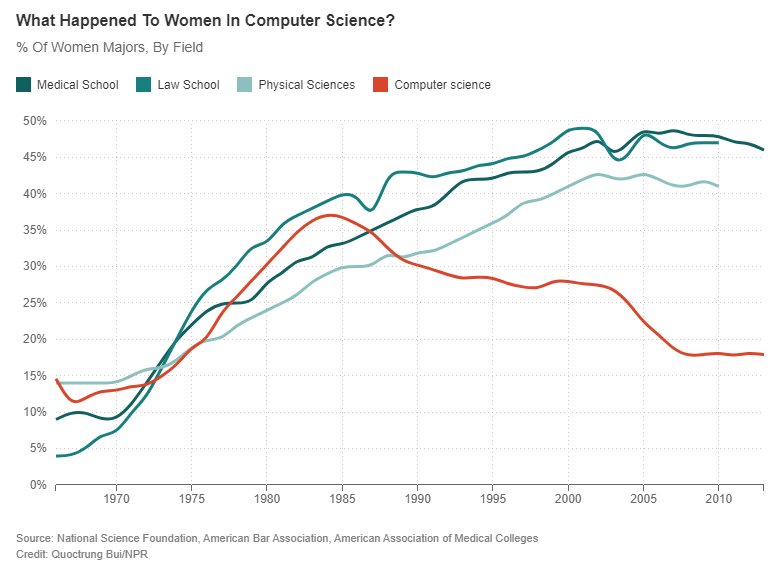 What Happened To Women In Computer Science?
% Of Women Majors, By Field
Medical School Law School Physical Sciences Computer science
50%
45%
40%
35%
30%
25%
20%
15%
10%
5%
0%
1970 1975 1980 1985 1990 1995 2000 2005 2010
Source: National Science Foundation, American Bar Association, American Association of Medical Colleges
Credit: Quoctrung Bui/NPR